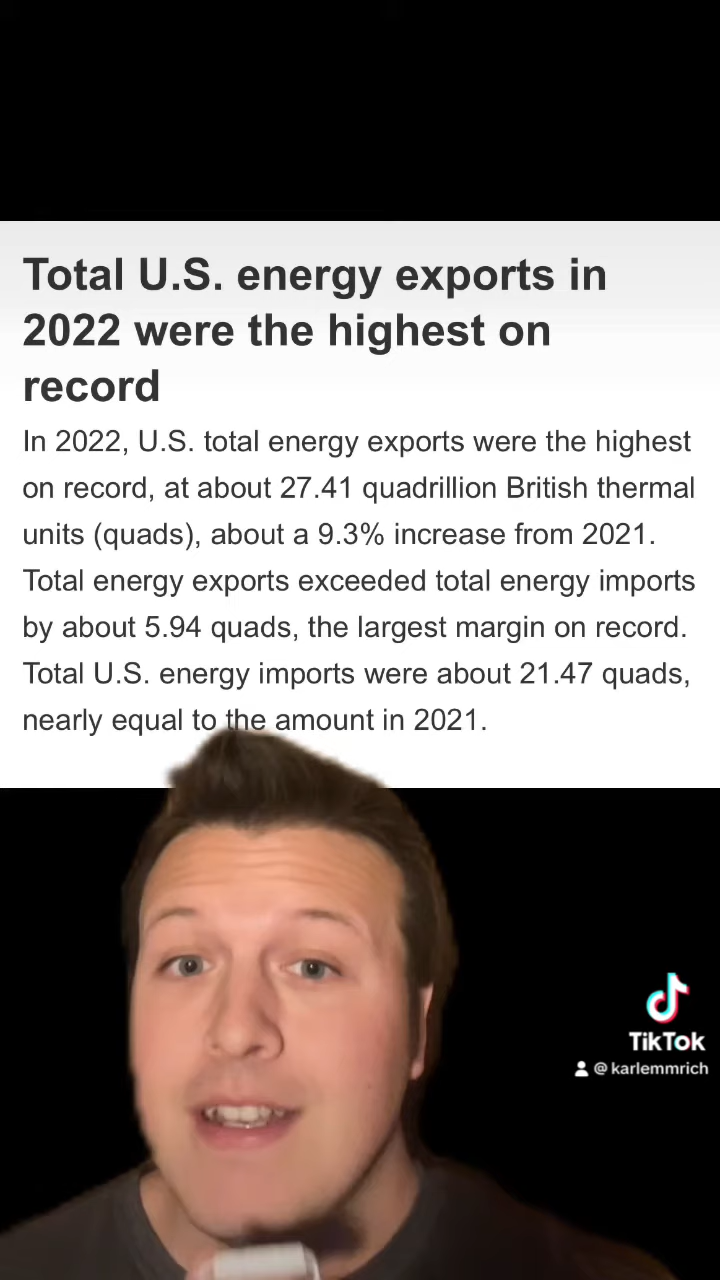 Total U.S. energy exports in
2022 were the highest on
record
In 2022, U.S. total energy exports were the highest
on record, at about 27.41 quadrillion British thermal
units (quads), about a 9.3% increase from 2021.
Total energy exports exceeded total energy imports
by about 5.94 quads, the largest margin on record.
Total U.S. energy imports were about 21.47 quads,
nearly equal to the amount in 2021.
TikTok
@karlemmrich